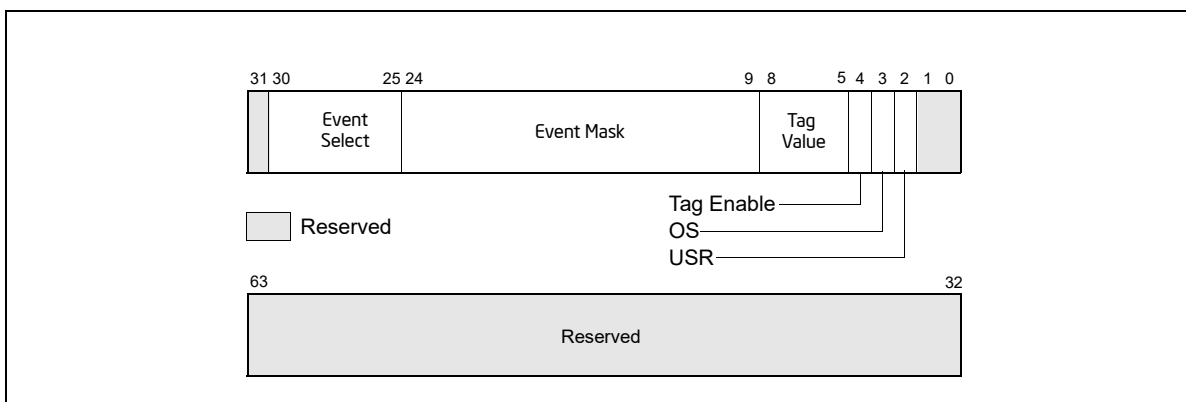 31 30 25 24 9 8 5 4 3 2 1 0
Event
Select
Event Mask
Tag
Value
Tag Enable
OS
USR
Reserved
63 32
Reserved